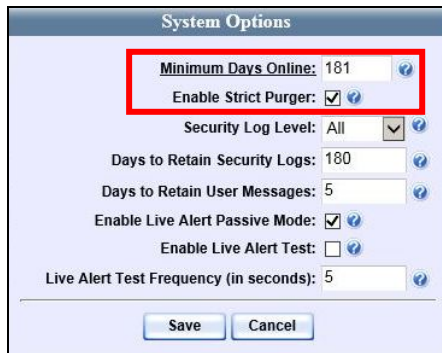 System Options
Minimum Days Online: 181
Enable Strict Purger:
Security Log Level: All
Days to Retain Security Logs: 180
Days to Retain User Messages: 5
Enable Live Alert Passive Mode:
Enable Live Alert Test:
Live Alert Test Frequency (in seconds): 5
Save Cancel